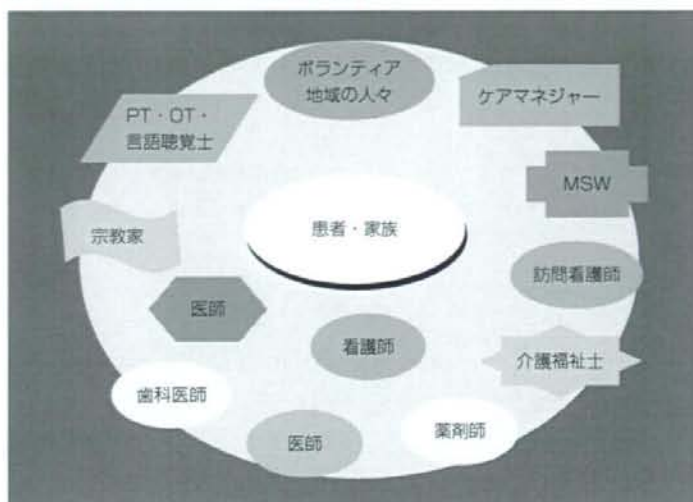 ボランティア
地域の人々
ケアマネジャー
PT・OT・
言語聴覚士
MSW
宗教家
患者・家族
訪問看護師
医師
看護師
介護福祉士
歯科医師
医師
薬剤師